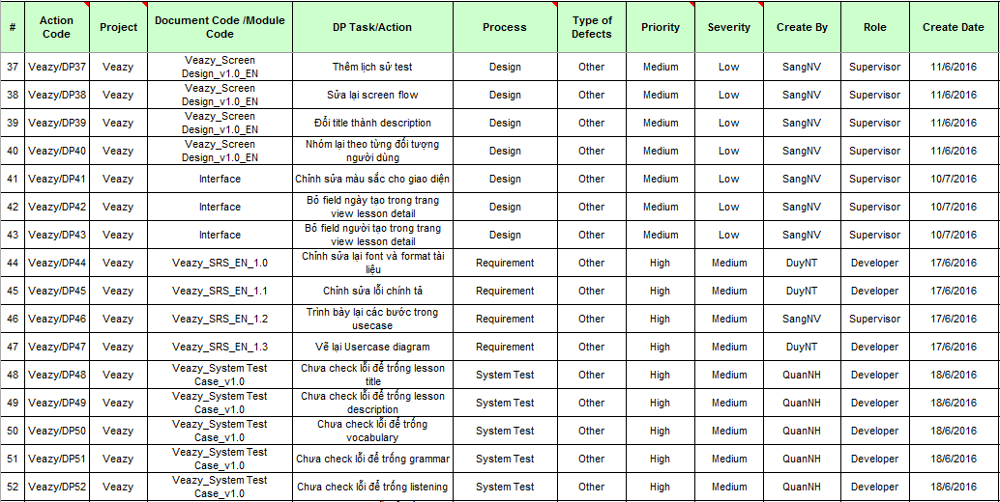 # Action Code Project Document Code /Module Code DP Task/Action Process Type of Defects Priority Severity Create By Role Create Date
37 Veazy/DP37 Veazy Veazy_Screen Design_v1.0_EN Thêm lịch sử test Design Other Medium Low SangNV Supervisor 11/6/2016
38 Veazy/DP38 Veazy Veazy_Screen Design_v1.0_EN Sửa lại screen flow Design Other Medium Low SangNV Supervisor 11/6/2016
39 Veazy/DP39 Veazy Veazy_Screen Design_v1.0_EN Đổi title thành description Design Other Medium Low SangNV Supervisor 11/6/2016
40 Veazy/DP40 Veazy Veazy_Screen Design_v1.0_EN Nhóm lại theo từng đối tượng người dùng Design Other Medium Low SangNV Supervisor 11/6/2016
41 Veazy/DP41 Veazy Interface Chỉnh sửa màu sắc cho giao diện Design Other Medium Low SangNV Supervisor 10/7/2016
42 Veazy/DP42 Veazy Interface Bỏ field ngày tạo trong trang view lesson detail Design Other Medium Low SangNV Supervisor 10/7/2016
43 Veazy/DP43 Veazy Interface Bỏ field người tạo trong trang view lesson detail Design Other Medium Low SangNV Supervisor 10/7/2016
44 Veazy/DP44 Veazy Veazy_SRS_EN_1.0 Chỉnh sửa lại font và format tài liệu Requirement Other High Medium DuyNT Developer 17/6/2016
45 Veazy/DP45 Veazy Veazy_SRS_EN_1.1 Chỉnh sửa lỗi chính tả Requirement Other High Medium DuyNT Developer 17/6/2016
46 Veazy/DP46 Veazy Veazy_SRS_EN_1.2 Trình bày lại các bước trong usecase Requirement Other High Medium SangNV Supervisor 17/6/2016
47 Veazy/DP47 Veazy Veazy_SRS_EN_1.3 Vẽ lại Usercase diagram Requirement Other High Medium DuyNT Developer 17/6/2016
48 Veazy/DP48 Veazy Veazy_System Test Case_v1.0 Chưa check lỗi để trống lesson title System Test Other High Medium QuanNH Developer 18/6/2016
49 Veazy/DP49 Veazy Veazy_System Test Case_v1.0 Chưa check lỗi để trống lesson description System Test Other High Medium QuanNH Developer 18/6/2016
50 Veazy/DP50 Veazy Veazy_System Test Case_v1.0 Chưa check lỗi để trống vocabulary System Test Other High Medium QuanNH Developer 18/6/2016
51 Veazy/DP51 Veazy Veazy_System Test Case_v1.0 Chưa check lỗi để trống grammar System Test Other High Medium QuanNH Developer 18/6/2016
52 Veazy/DP52 Veazy Veazy_System Test Case_v1.0 Chưa check lỗi để trống listening System Test Other High Medium QuanNH Developer 18/6/2016